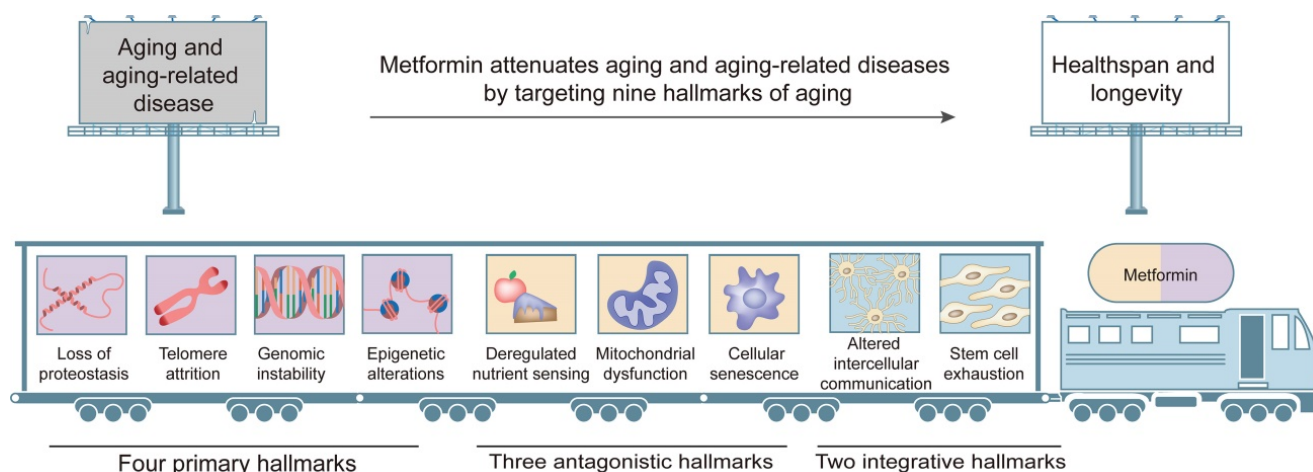 Aging and
aging-related
disease
Metformin attenuates aging and aging-related diseases
by targeting nine hallmarks of aging
Healthspan and
longevity
Metformin
Loss of
proteostasis
Telomere
attrition
Genomic
instability
Epigenetic
alterations
Deregulated
nutrient sensing
Mitochondrial
dysfunction
Cellular
senescence
Altered
intercellular
communication
Stem cell
exhaustion
Four primary hallmarks
Three antagonistic hallmarks
Two integrative hallmarks